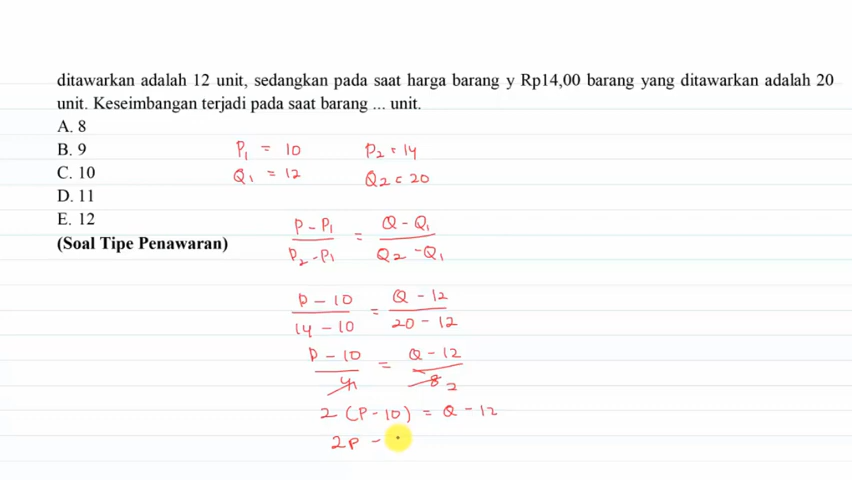 ditawarkan adalah 12 unit, sedangkan pada saat harga barang y Rp14,00 barang yang ditawarkan adalah 20
unit. Keseimbangan terjadi pada saat barang ... unit.
A. 8
B. 9
C. 10
D. 11
E. 12
(Soal Tipe Penawaran)
P₁ = 10 P₂ = 14
Q₁ = 12 Q₂ = 20
P - P₁ / P₂ - P₁ = Q - Q₁ / Q₂ - Q₁
P - 10 / 14 - 10 = Q - 12 / 20 - 12
P - 10 / 4 = Q - 12 / 8 2
2 (P - 10) = Q - 12
2P -